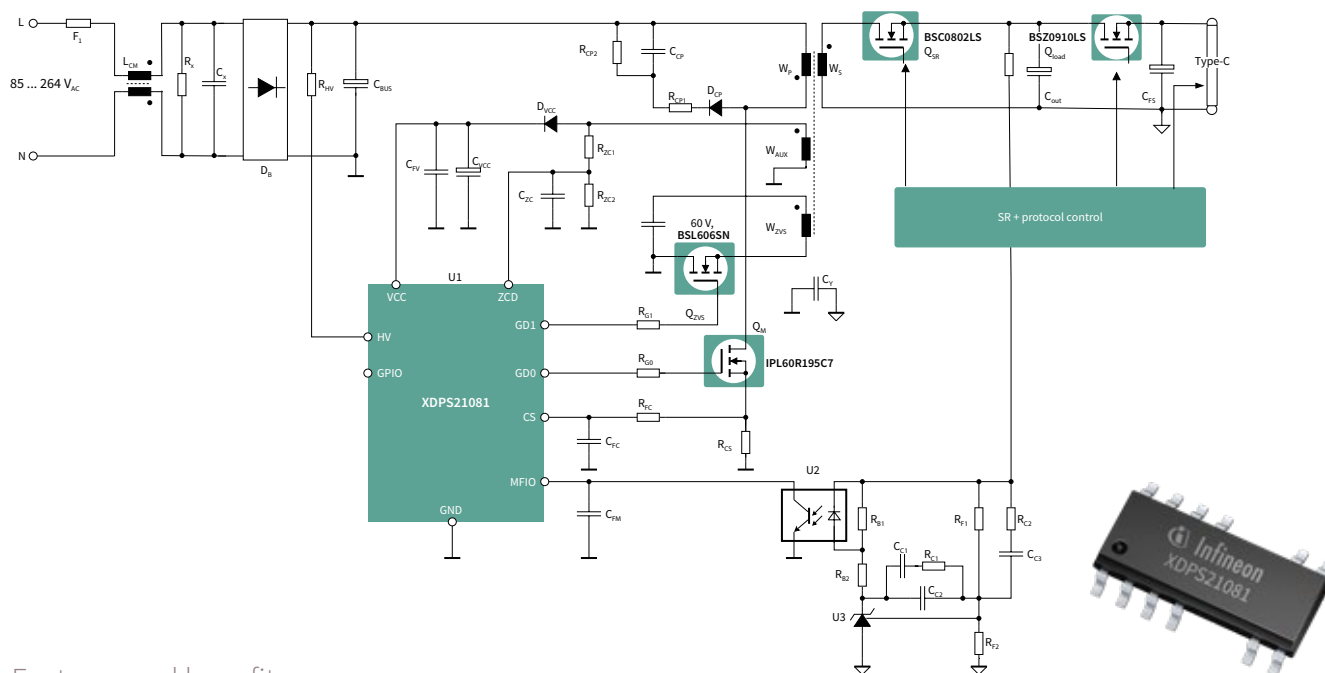 L
F1
LCM
RX
CX
85 ... 264 VAC
N
DB
RHV
CBUS
RCP2
CCP
RCP1
DCP
WP
WS
BSC0802LS
QSR
BSZ0910LS
Qload
Cout
CFS
Type-C
DVCC
CFV
CVCC
RZC1
CZC
RZC2
WAUX
60 V,
BSL606SN
WZVS
SR + protocol control
CY
U1
VCC
ZCD
GD1
RG1
QZVS
HV
QM
GPIO
GD0
RG0
IPL60R195C7
XDPS21081
CS
RFC
CFC
RCS
MFIO
U2
GND
CFM
RB1
RF1
RC2
CC1
RC1
CC3
RB2
CC2
U3
RF2
Infineon
XDPS21081